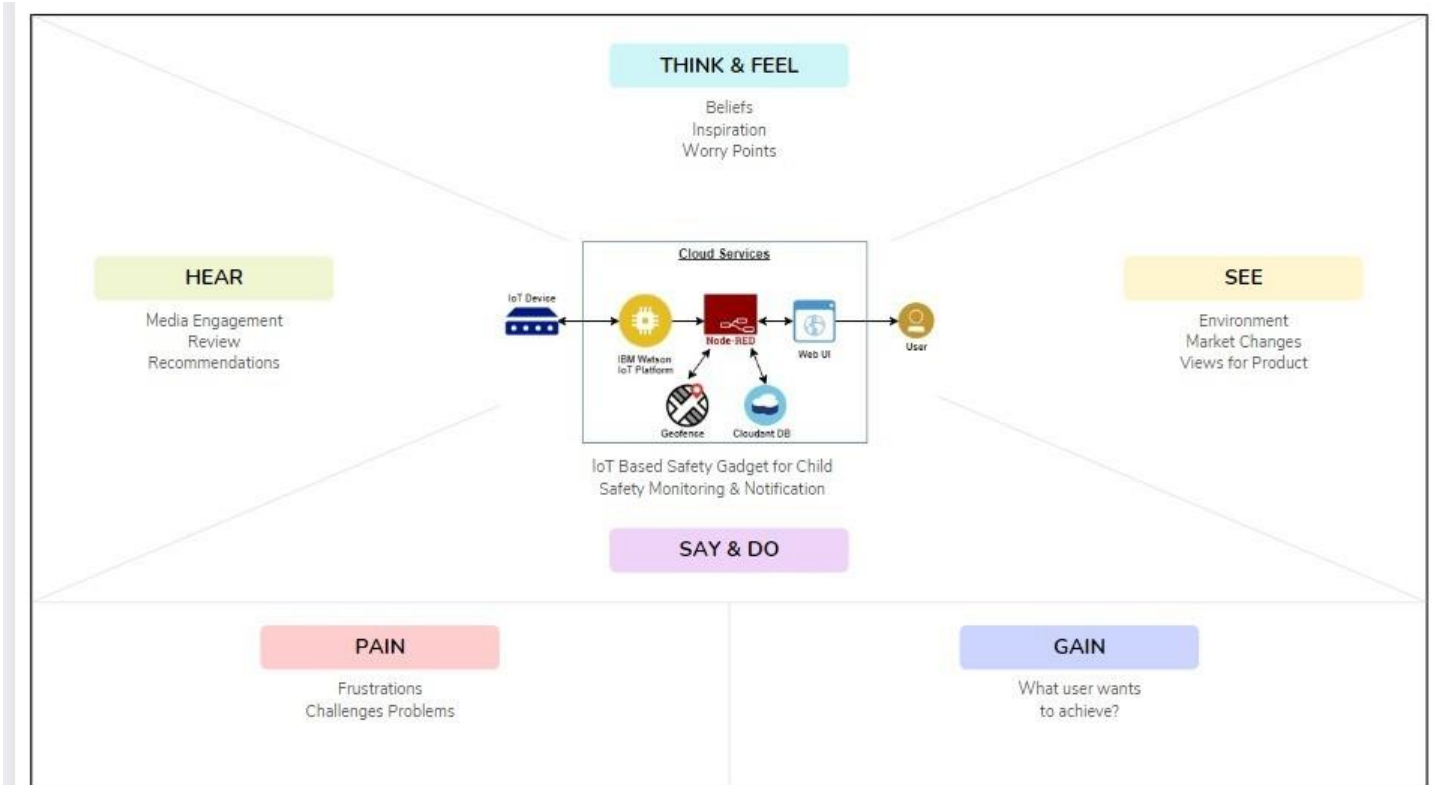 THINK & FEEL
Beliefs
Inspiration
Worry Points
HEAR
Media Engagement
Review
Recommendations
Cloud Services
IoT Device
IBM Watson
IoT Platform
Node-RED
Web UI
User
Geofence
Cloudant DB
IoT Based Safety Gadget for Child
Safety Monitoring & Notification
SEE
Environment
Market Changes
Views for Product
SAY & DO
PAIN
Frustrations
Challenges Problems
GAIN
What user wants
to achieve?